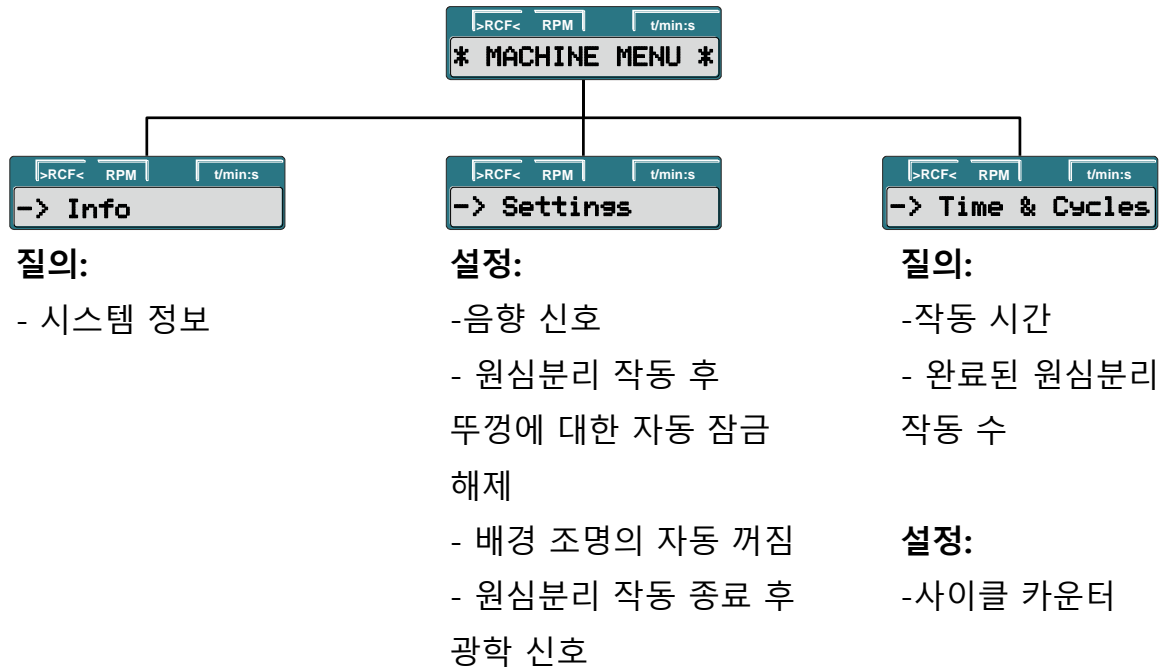 >RCF< RPM t/min:s
* MACHINE MENU *
>RCF< RPM t/min:s
-> Info
질의:
- 시스템 정보
>RCF< RPM t/min:s
-> Settings
설정:
-음향 신호
- 원심분리 작동 후
뚜껑에 대한 자동 잠금
해제
- 배경 조명의 자동 꺼짐
- 원심분리 작동 종료 후
광학 신호
>RCF< RPM t/min:s
-> Time & Cycles
질의:
-작동 시간
- 완료된 원심분리
작동 수
설정:
-사이클 카운터